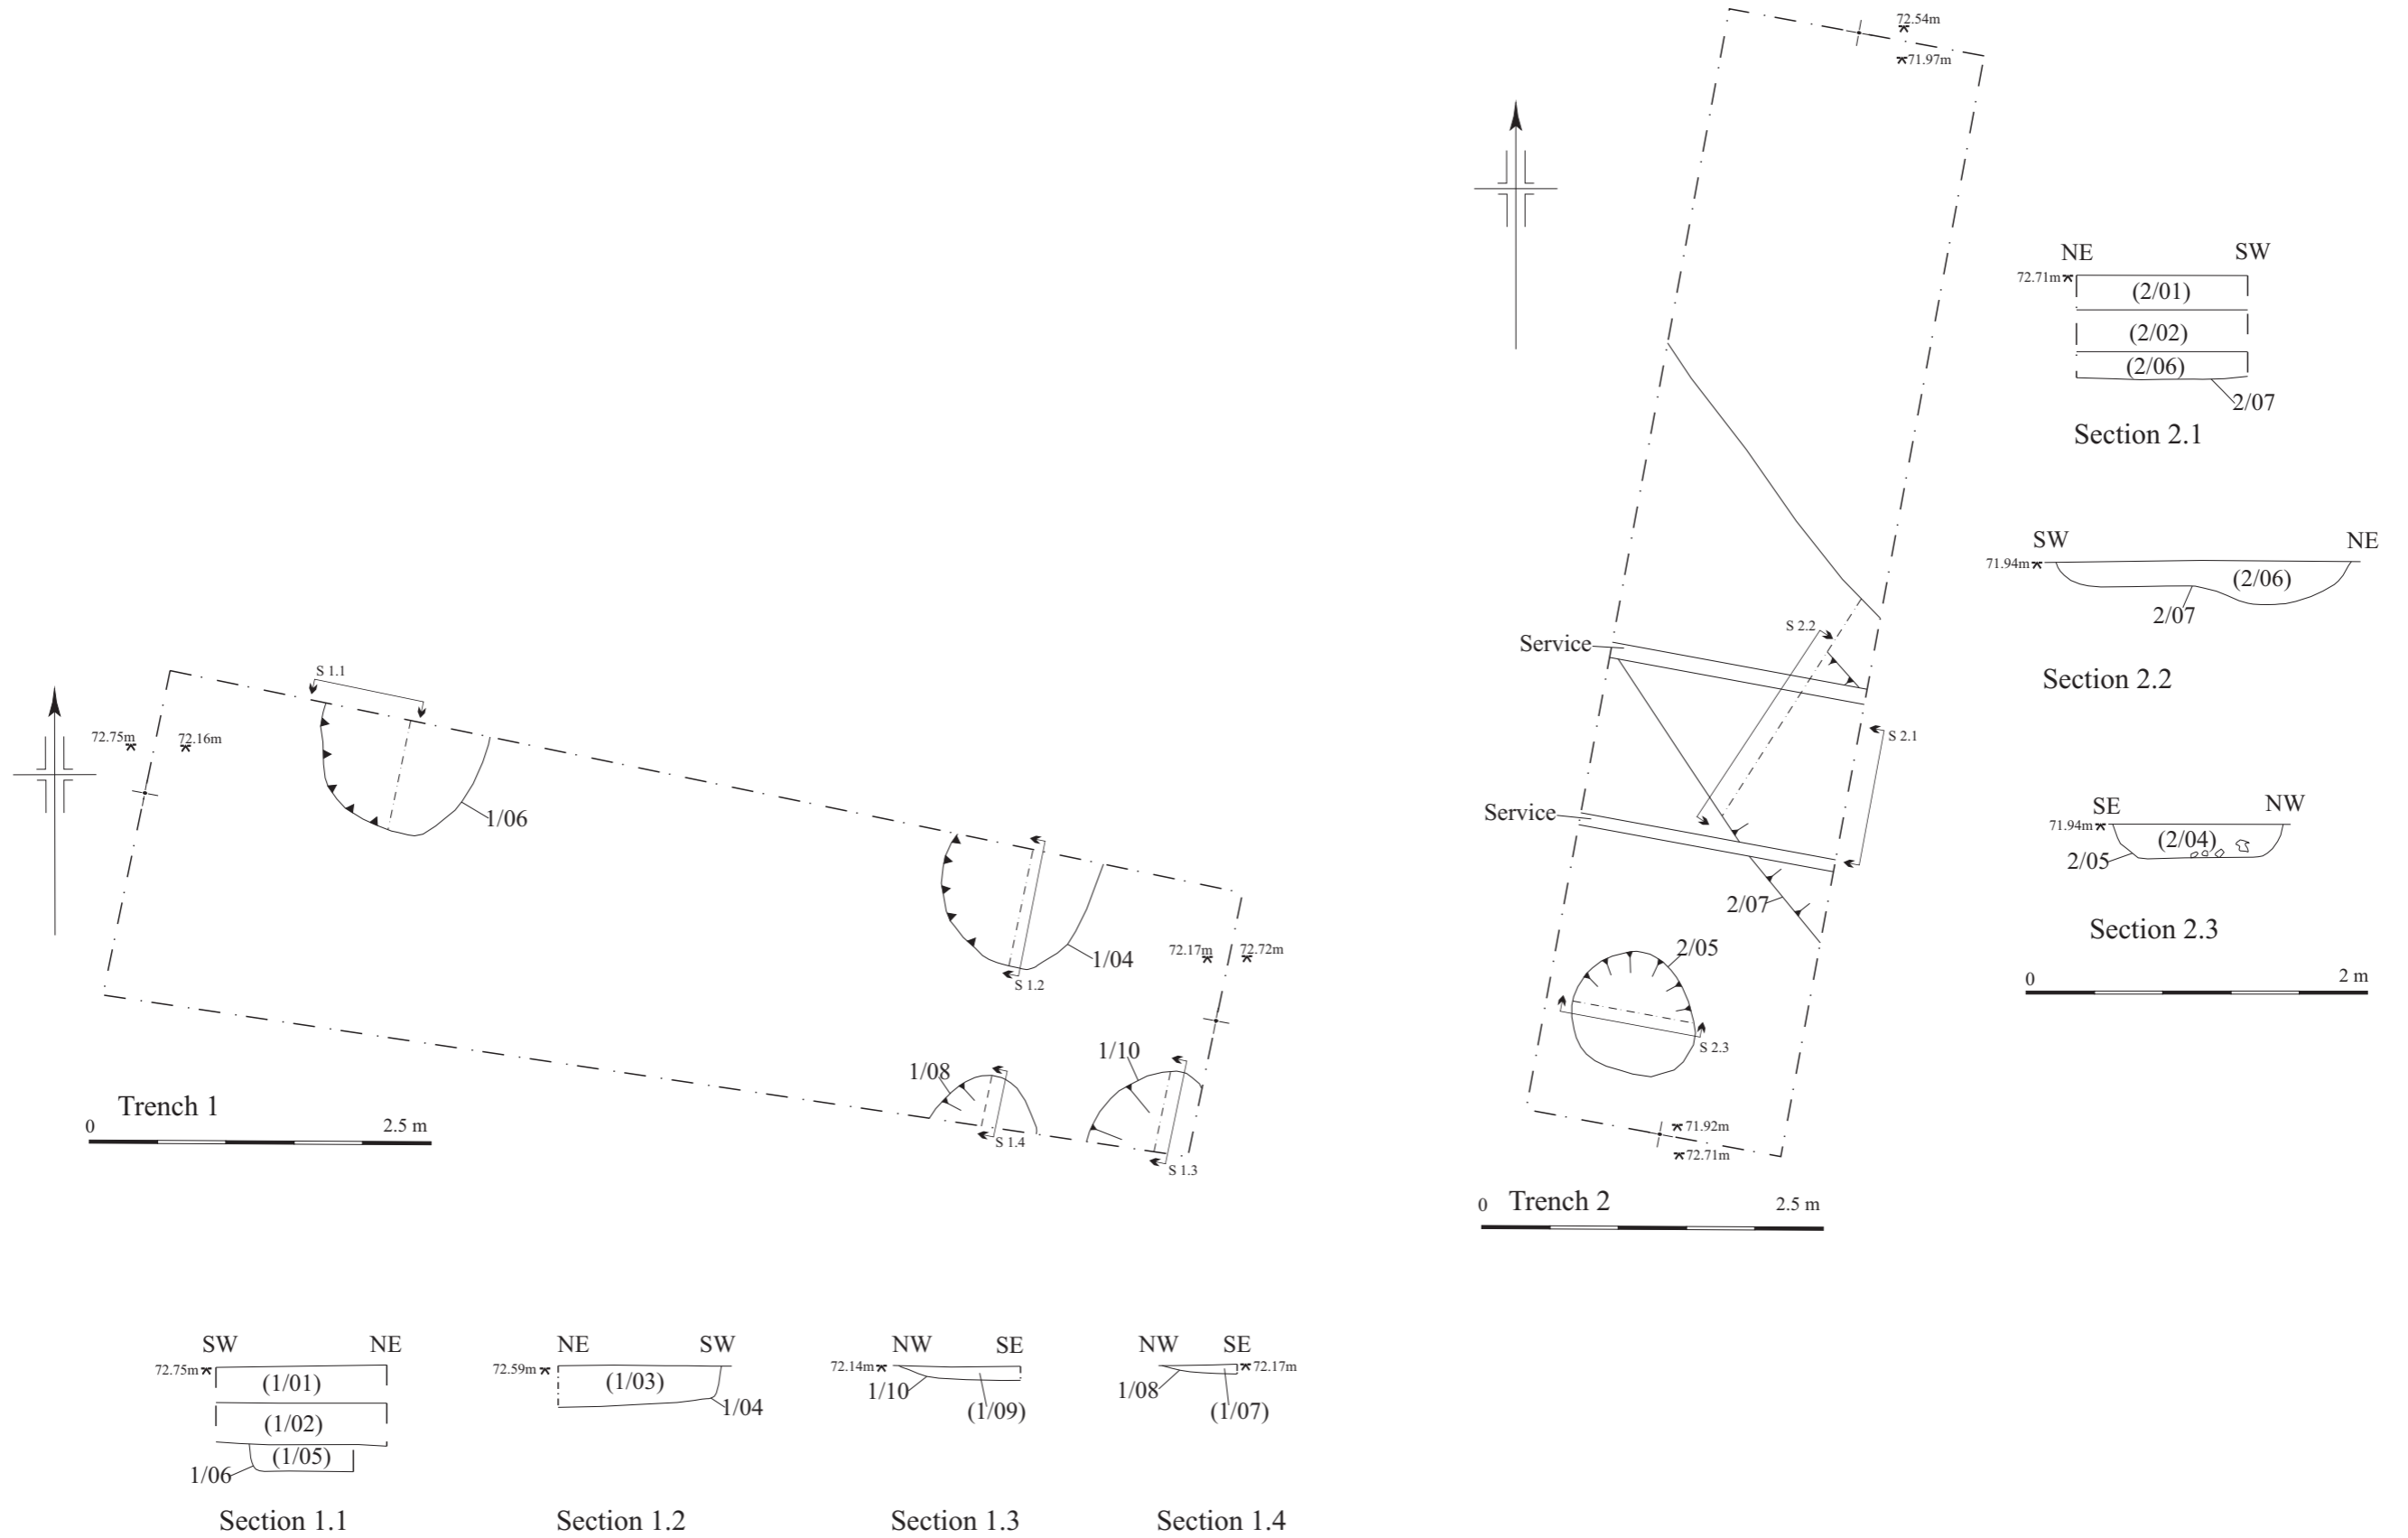 S 1.1
72.75m
72.16m
1/06
1/04
72.17m
72.72m
S 1.2
1/08
1/10
S 1.4
S 1.3
Trench 1
0
2.5 m
72.54m
71.97m
Service
S 2.2
S 2.1
Service
2/07
2/05
S 2.3
71.92m
72.71m
0
Trench 2
2.5 m
NE
SW
72.71m
(2/01)
(2/02)
(2/06)
2/07
Section 2.1
SW
NE
71.94m
(2/06)
2/07
Section 2.2
SE
NW
71.94m
(2/04)
2/05
Section 2.3
0
2 m
SW
NE
72.75m
(1/01)
(1/02)
(1/05)
1/06
Section 1.1
NE
SW
72.59m
(1/03)
1/04
Section 1.2
NW
SE
72.14m
1/10
(1/09)
Section 1.3
NW
SE
72.17m
1/08
(1/07)
Section 1.4